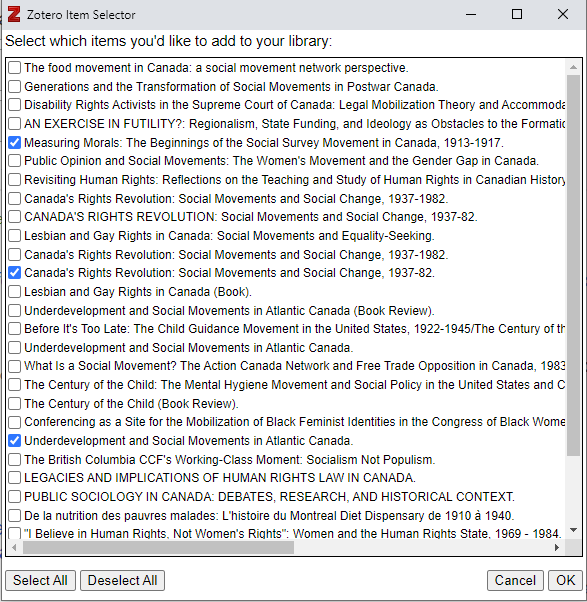 Zotero Item Selector
Select which items you'd like to add to your library:
The food movement in Canada: a social movement network perspective.
Generations and the Transformation of Social Movements in Postwar Canada.
Disability Rights Activists in the Supreme Court of Canada: Legal Mobilization Theory and Accommoda
AN EXERCISE IN FUTILITY?: Regionalism, State Funding, and Ideology as Obstacles to the Formatio
Measuring Morals: The Beginnings of the Social Survey Movement in Canada, 1913-1917.
Public Opinion and Social Movements: The Women's Movement and the Gender Gap in Canada.
Revisiting Human Rights: Reflections on the Teaching and Study of Human Rights in Canadian History
Canada's Rights Revolution: Social Movements and Social Change, 1937-1982.
CANADA'S RIGHTS REVOLUTION: Social Movements and Social Change, 1937-82.
Lesbian and Gay Rights in Canada: Social Movements and Equality-Seeking.
Canada's Rights Revolution: Social Movements and Social Change, 1937-1982.
Canada's Rights Revolution: Social Movements and Social Change, 1937-82.
Lesbian and Gay Rights in Canada (Book).
Underdevelopment and Social Movements in Atlantic Canada (Book Review).
Before It's Too Late: The Child Guidance Movement in the United States, 1922-1945/The Century of th
Underdevelopment and Social Movements in Atlantic Canada.
What Is a Social Movement? The Action Canada Network and Free Trade Opposition in Canada, 1983
The Century of the Child: The Mental Hygiene Movement and Social Policy in the United States and C
The Century of the Child (Book Review).
Conferencing as a Site for the Mobilization of Black Feminist Identities in the Congress of Black Wome
Underdevelopment and Social Movements in Atlantic Canada.
The British Columbia CCF's Working-Class Moment: Socialism Not Populism.
LEGACIES AND IMPLICATIONS OF HUMAN RIGHTS LAW IN CANADA.
PUBLIC SOCIOLOGY IN CANADA: DEBATES, RESEARCH, AND HISTORICAL CONTEXT.
De la nutrition des pauvres malades: L'histoire du Montreal Diet Dispensary de 1910 à 1940.
"I Believe in Human Rights, Not Women's Rights": Women and the Human Rights State, 1969 - 1984.
Select All Deselect All Cancel OK